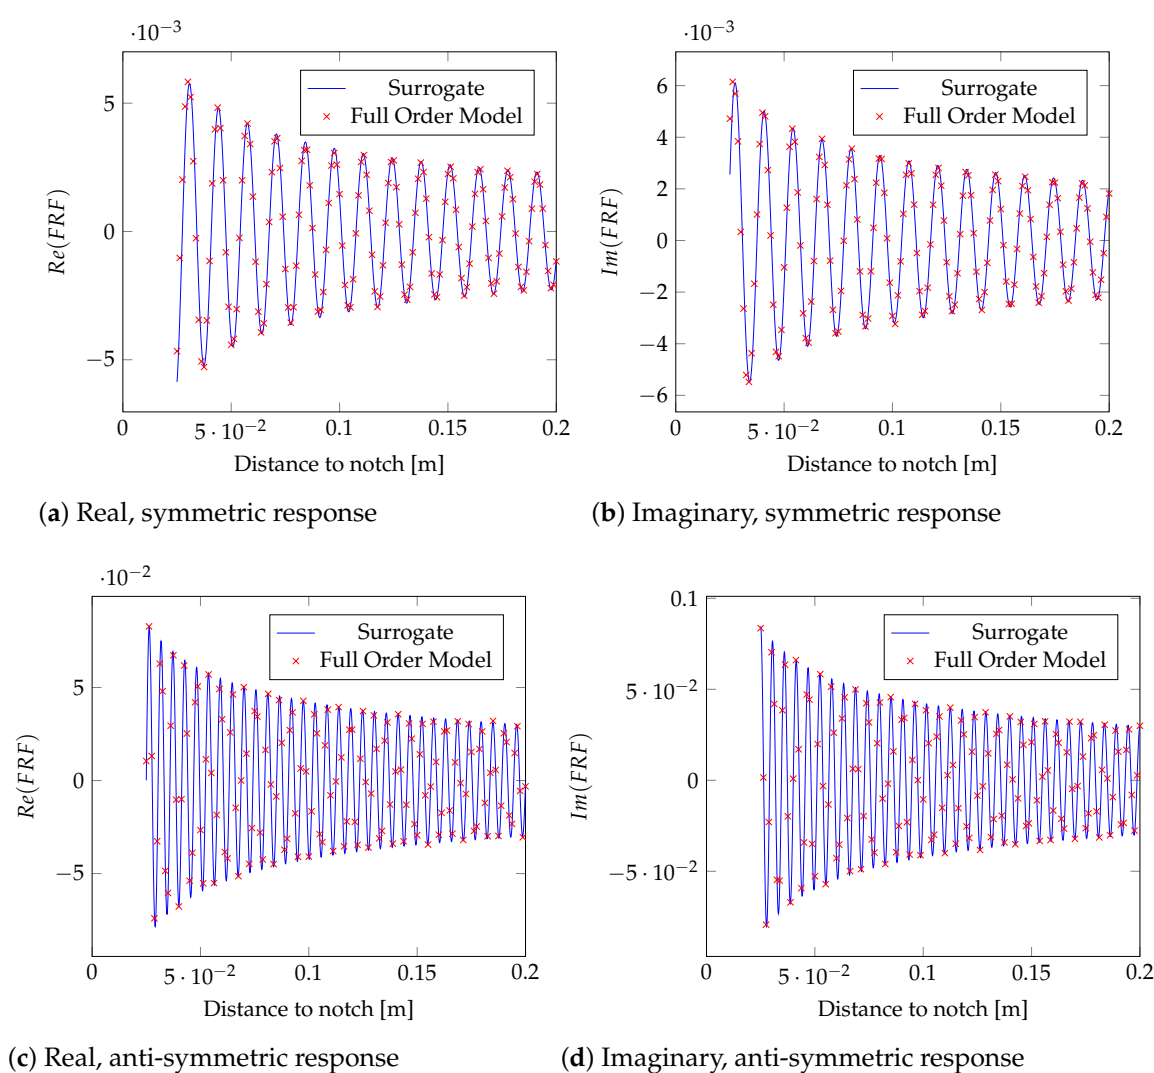 ·10−3
5
0
−5
Re(FRF)
Surrogate
Full Order Model
0
5 · 10−2
0.1
0.15
0.2
Distance to notch [m]
(a) Real, symmetric response
·10−3
6
4
2
0
−2
−4
−6
Im(FRF)
Surrogate
Full Order Model
0
5 · 10−2
0.1
0.15
0.2
Distance to notch [m]
(b) Imaginary, symmetric response
·10−2
5
0
−5
Re(FRF)
Surrogate
Full Order Model
0
5 · 10−2
0.1
0.15
0.2
Distance to notch [m]
(c) Real, anti-symmetric response
0.1
5 · 10−2
0
−5 · 10−2
Im(FRF)
Surrogate
Full Order Model
0
5 · 10−2
0.1
0.15
0.2
Distance to notch [m]
(d) Imaginary, anti-symmetric response